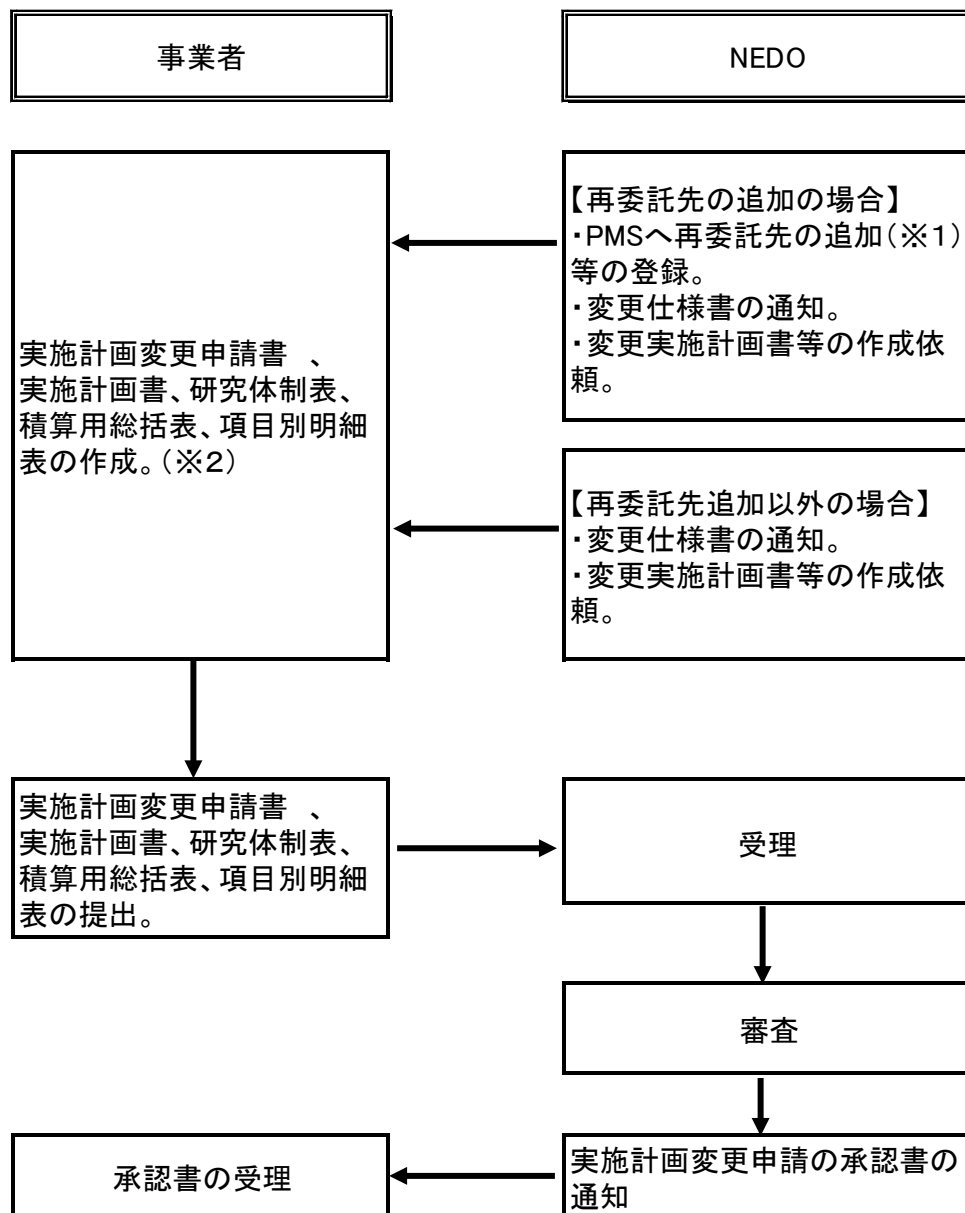 事業者
NEDO
【再委託先の追加の場合】
・PMSへ再委託先の追加(※1)
等の登録。
・変更仕様書の通知。
・変更実施計画書等の作成依
頼。
実施計画変更申請書　、
実施計画書、研究体制表、
積算用総括表、項目別明細
表の作成。(※2)
【再委託先追加以外の場合】
・変更仕様書の通知。
・変更実施計画書等の作成依
頼。
実施計画変更申請書　、
実施計画書、研究体制表、
積算用総括表、項目別明細
表の提出。
受理
審査
実施計画変更申請の承認書の
通知
承認書の受理